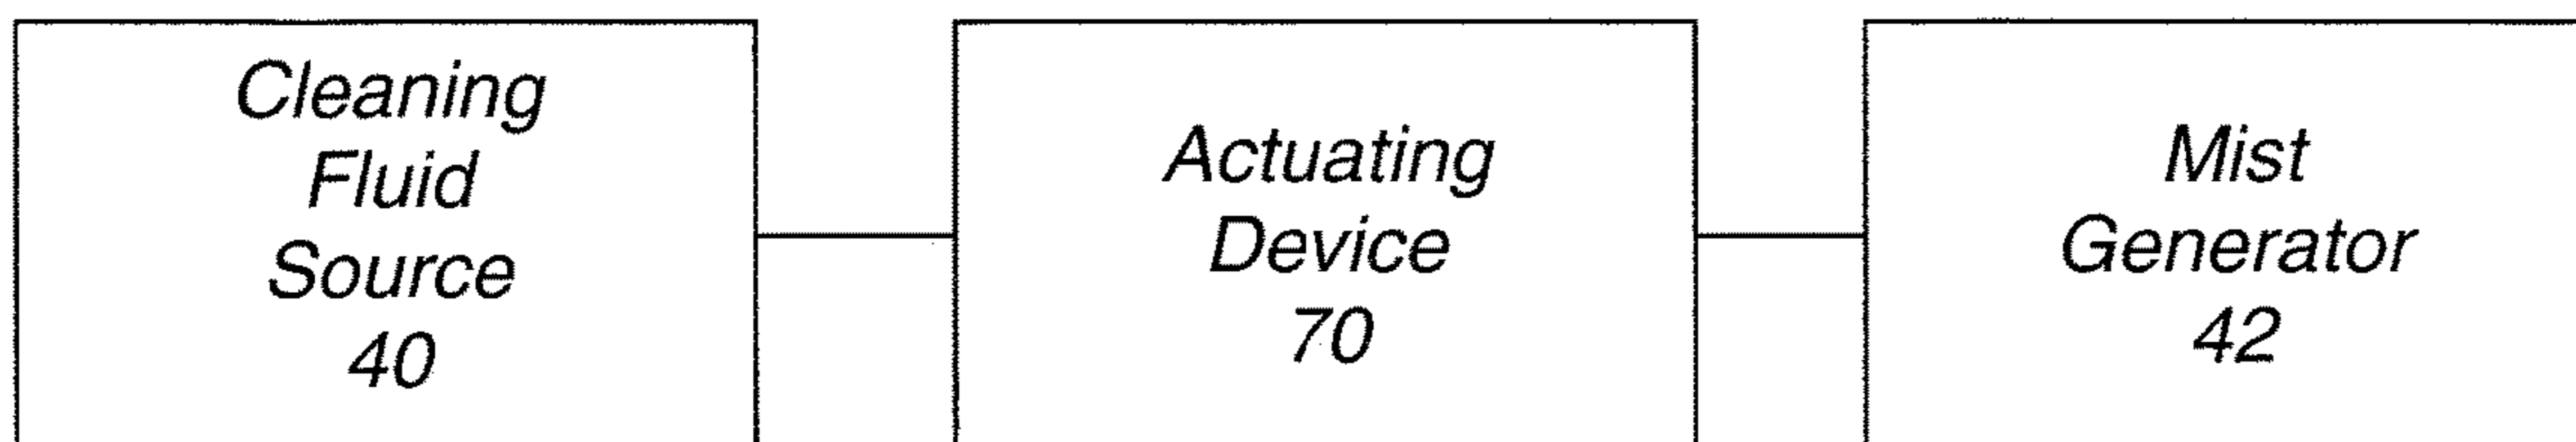 Cleaning
Fluid
Source
40
Actuating
Device
70
Mist
Generator
42